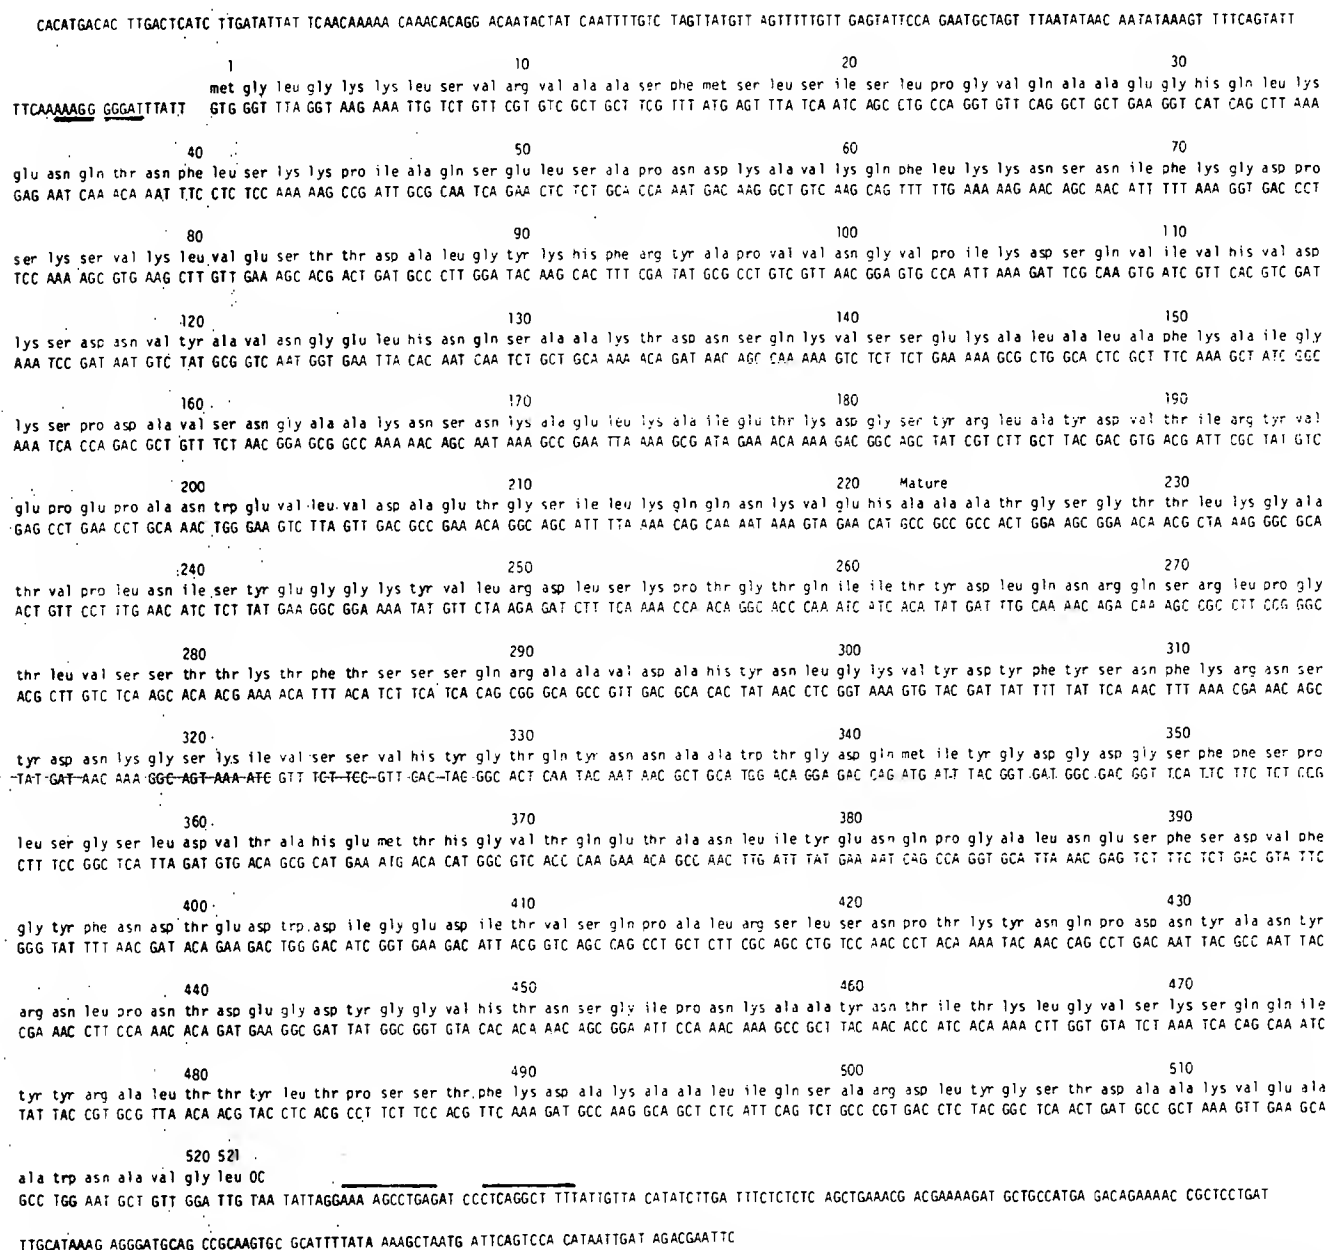 CACATGACAC TTGACTCATC TTGATATTAT TCAACAAAAA CAAACACAGG ACAATACTAT CAATTTTGTC TAGTTATGTT AGTTTTTGTT GAGTATTCCA GAATGCTAGT TTAATATAAC AATATAAAGT TTTCAGTATT
1 10 20 30
met gly leu gly lys lys leu ser val arg val ala ala ser phe met ser leu ser ile ser leu pro gly val gln ala ala glu gly his gln leu lys
TTCAAAAAGG GGGATTTATT GTG GGT TTA GGT AAG AAA TTG TCT GTT CGT GTC GCT GCT TCG TTT ATG AGT TTA TCA ATC AGC CTG CCA GGT GTT CAG GCT GCT GAA GGT CAT CAG CTT AAA
40 50 60 70
glu asn gln thr asn phe leu ser lys lys pro ile ala gln ser glu leu ser ala pro asn asp lys ala val lys gln phe leu lys asn ser asn ile phe lys gly asp pro
GAG AAT CAA ACA AAT TTC CTC TCC AAA AAG CCG ATT GCG CAA TCA GAA CTC TCT GCA CCA AAT GAC AAG GCT GTC AAG CAG TTT TTG AAA AAG AAC AGC AAC ATT TTT AAA GGT GAC CCT
80 90 100 110
ser lys ser val lys leu val glu ser thr thr asp ala leu gly tyr lys his phe arg tyr ala pro val val asn gly val pro ile lys asp ser gln val ile val his val asp
TCC AAA AGC GTG AAG CTT GTT GAA AGC ACG ACT GAT GCC CTT GGA TAC AAG CAC TTT CGA TAT GCG CCT GTC GTT AAC GGA GTG CCA ATT AAA GAT TCG CAA GTG ATC GTT CAC GTC GAT
120 130 140 150
lys ser asp asn val tyr ala val asn gly glu leu his asn gln ser ala ala lys thr asp asn ser gln lys val ser ser glu lys ala leu ala leu ala phe lys ala ile gly
AAA TCC GAT AAT GTC TAT GCG GTC AAT GGT GAA TTA CAC AAT CAA TCT GCT GCA AAA ACA GAT AAC AGC CAA AAA GTC TCT TCT GAA AAA GCG CTG GCA CTC GCT TTC AAA GCT ATC GGC
160 170 180 190
lys ser pro asp ala val ser asn gly ala ala lys asn ser asn lys ala glu leu lys ala ile glu thr lys asp gly ser tyr arg leu ala tyr asp val thr ile arg tyr val
AAA TCA CCA GAC GCT GTT TCT AAC GGA GCG GCC AAA AAC AGC AAT AAA GCC GAA TTA AAA GCG ATA GAA ACA AAA GAC GGC AGC TAT CGT CTT GCT TAC GAC GTG ACG ATT CGC TAT GTC
200 210 220 Mature 230
glu pro glu pro ala asn trp glu val leu val asp ala glu thr gly ser ile leu lys gln gln asn lys val glu his ala ala ala thr gly ser gly thr thr leu lys gly ala
GAG CCT GAA CCT GCA AAC TGG GAA GTC TTA GTT GAC GCC GAA ACA GGC AGC ATT TTA AAA CAG CAA AAT AAA GTA GAA CAT GCC GCC GCC ACT GGA AGC GGA ACA ACG CTA AAG GGC GCA
240 250 260 270
thr val pro leu asn ile ser tyr glu gly gly lys tyr val leu arg asp leu ser lys pro thr gly thr gln ile ile thr tyr asp leu gln asn arg gln ser arg leu pro gly
ACT GTT CCT TTG AAC ATC TCT TAT GAA GGC GGA AAA TAT GTT CTA AGA GAT CTT TCA AAA CCA ACA GGC ACC CAA ATC ATC ACA TAT GAT TTG CAA AAC AGA CAA AGC CGC CTT CCG GGC
280 290 300 310
thr leu val ser ser thr thr lys thr phe thr ser ser ser gln arg ala ala val asp ala his tyr asn leu gly lys val tyr asp tyr phe tyr ser asn phe lys arg asn ser
ACG CTT GTC TCA AGC ACA ACG AAA ACA TTT ACA TCT TCA TCA CAG CGG GCA GCC GTT GAC GCA CAC TAT AAC CTC GGT AAA GTG TAC GAT TAT TTT TAT TCA AAC TTT AAA CGA AAC AGC
320 330 340 350
tyr asp asn lys gly ser lys ile val ser ser val his tyr gly thr gln tyr asn asn ala ala trp thr gly asp gln met ile tyr gly asp gly asp gly ser phe phe ser pro
TAT GAT AAC AAA GGC AGT AAA ATC GTT TCT TCC GTT GAC TAC GGC ACT CAA TAC AAT AAC GCT GCA TGG ACA GGA GAC CAG ATG ATT TAC GGT GAT GGC GAC GGT TCA TTC TTC TCT CCG
360 370 380 390
leu ser gly ser leu asp val thr ala his glu met thr his gly val thr gln glu thr ala asn leu ile tyr glu asn gln pro gly ala leu asn glu ser phe ser asp val phe
CTT TCC GGC TCA TTA GAT GTG ACA GCG CAT GAA ATG ACA CAT GGC GTC ACC CAA GAA ACA GCC AAC TTG ATT TAT GAA AAT CAG CCA GGT GCA TTA AAC GAG TCT TTC TCT GAC GTA TTC
400 410 420 430
gly tyr phe asn asp thr glu asp trp asp ile gly glu asp ile thr val ser gln pro ala leu arg ser leu ser asn pro thr lys tyr asn gln pro asp asn tyr ala asn tyr
GGG TAT TTT AAC GAT ACA GAA GAC TGG GAC ATC GGT GAA GAC ATT ACG GTC AGC CAG CCT GCT CTT CGC AGC CTG TCC AAC CCT ACA AAA TAC AAC CAG CCT GAC AAT TAC GCC AAT TAC
440 450 460 470
arg asn leu pro asn thr asp glu gly asp tyr gly gly val his thr asn ser gly ile pro asn lys ala ala tyr asn thr ile thr lys leu gly val ser lys ser gln gln ile
CGA AAC CTT CCA AAC ACA GAT GAA GGC GAT TAT GGC GGT GTA CAC ACA AAC AGC GGA ATT CCA AAC AAA GCC GCT TAC AAC ACC ATC ACA AAA CTT GGT GTA TCT AAA TCA CAG CAA ATC
480 490 500 510
tyr tyr arg ala leu thr thr tyr leu thr pro ser ser thr phe lys asp ala lys ala ala leu ile gln ser ala arg asp leu tyr gly ser thr asp ala ala lys val glu ala
TAT TAC CGT GCG TTA ACA ACG TAC CTC ACG CCT TCT TCC ACG TTC AAA GAT GCC AAG GCA GCT CTC ATT CAG TCT GCC CGT GAC CTC TAC GGC TCA ACT GAT GCC GCT AAA GTT GAA GCA
520 521
ala trp asn ala val gly leu OC
GCC TGG AAT GCT GTT GGA TTG TAA TATTAGGAAA AAGCCTGAGA TCCCTCAGGCT TTTATTGTTA CATATCTTGA TTTCTCTCTC AGCTGAAACG ACGAAAAGAT GCTGCCATGA GACAGAAAAC CGCTCCTGAT
TTGCATAAAG AGGGATGCAG CCGCAAGTGC GCATTTTATA AAAGCTAATG ATTCAGTCCA CATAATTGAT AGACGAATTC